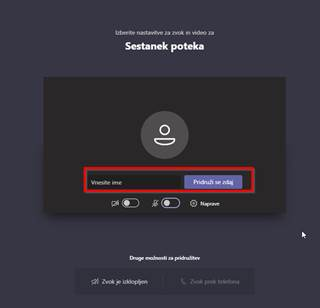 Izberite nastavitve za zvok in video za
Sestanek poteka
Vnesite ime
Pridruži se zdaj
Naprave
Druge možnosti za pridružitev
Zvok je izklopljen
Zvok prek telefona